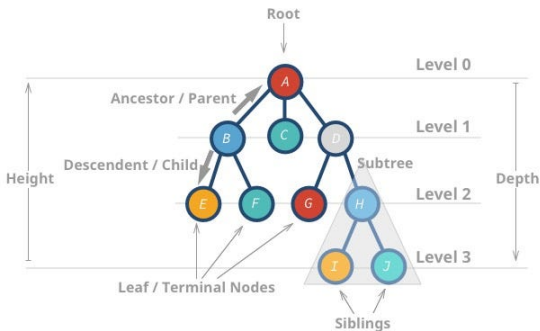 Root
Level 0
A
Ancestor / Parent
Level 1
B
C
D
Descendent / Child
Subtree
Height
Depth
Level 2
E
F
G
H
Level 3
I
J
Leaf / Terminal Nodes
Siblings